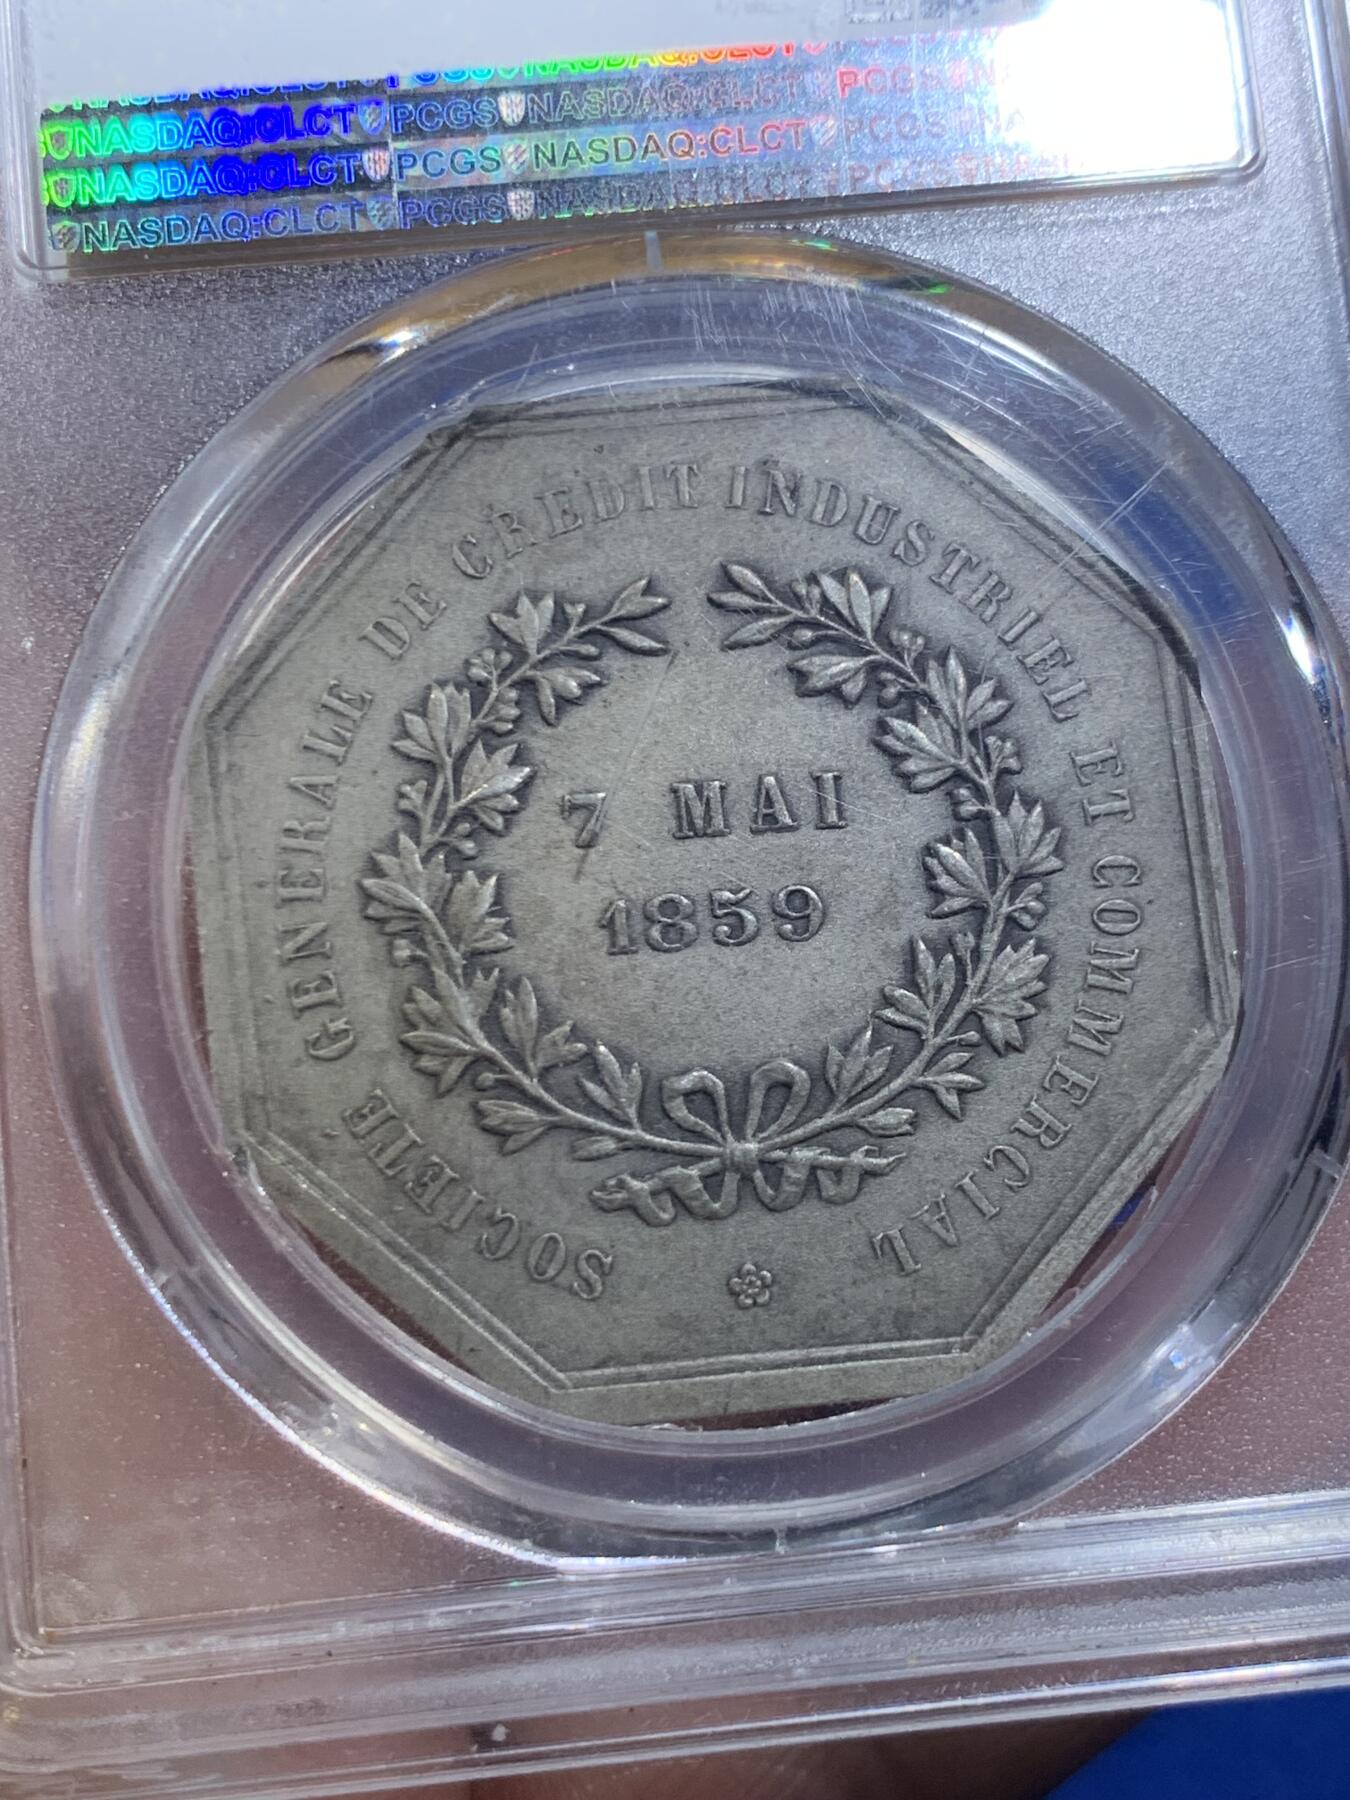 NASDAQ:CLCT PCGS NASDAQ:CLCT PCGS
NASDAQ:CLCT PCGS NASDAQ:CLCT PCGS
NASDAQ:CLCT PCGS NASDAQ:CLCT PCGS
SOCIETE GENERALE DE CREDIT INDUSTRIEL ET COMMERCIAL
7 MAI
1859